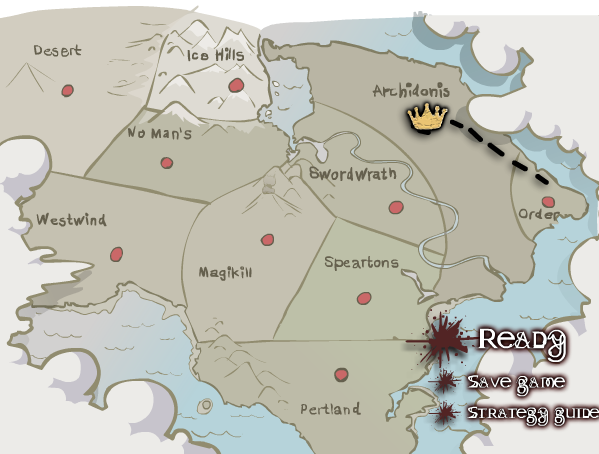 Desert
Ice Hills
Archidonis
No Man's
Swordwrath
Order
Westwind
Magikill
Speartons
Ready
Save game
Strategy guide
Pertland